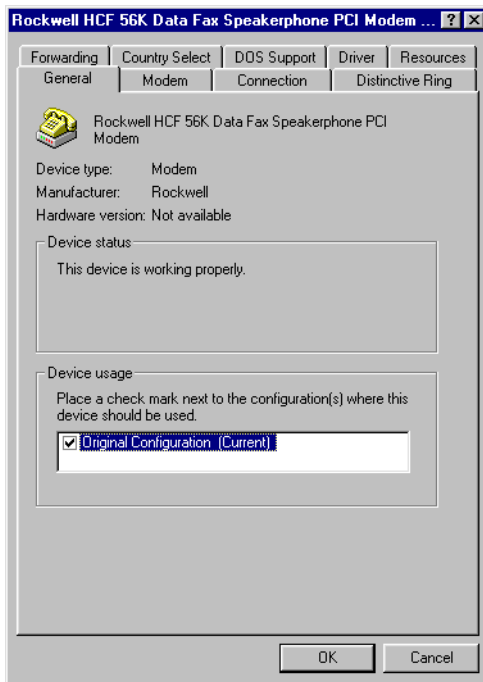 Rockwell HCF 56K Data Fax Speakerphone PCI Modem ... ? ×
Forwarding Country Select DOS Support Driver Resources
General Modem Connection Distinctive Ring
Rockwell HCF 56K Data Fax Speakerphone PCI
Modem
Device type: Modem
Manufacturer: Rockwell
Hardware version: Not available
Device status
This device is working properly.
Device usage
Place a check mark next to the configuration(s) where this
device should be used.
Original Configuration (Current)
OK Cancel